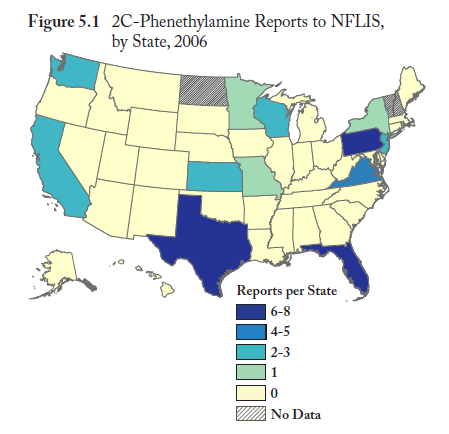 Figure 5.1 2C-Phenethylamine Reports to NFLIS,
by State, 2006
Reports per State
6-8
4-5
2-3
1
0
No Data